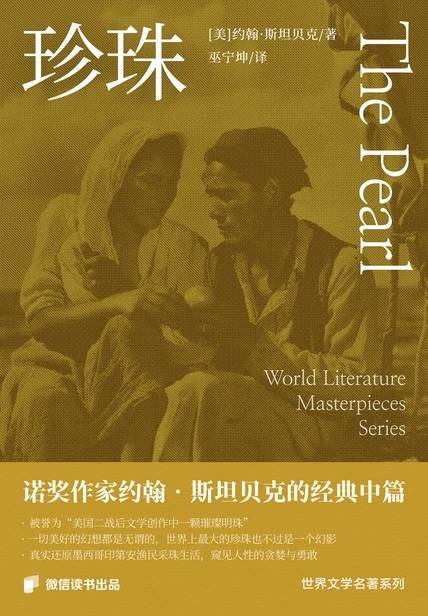 珍珠
[美]约翰·斯坦贝克/著
巫宁坤/译
The Pearl
World Literature
Masterpieces
Series
诺奖作家约翰·斯坦贝克的经典中篇
· 被誉为“美国二战后文学创作中一颗璀璨明珠”
· 一切美好的幻想都是无谓的，世界上最大的珍珠也不过是一个幻影
· 真实还原墨西哥印第安渔民采珠生活，窥见人性的贪婪与勇敢
微信读书出品
世界文学名著系列